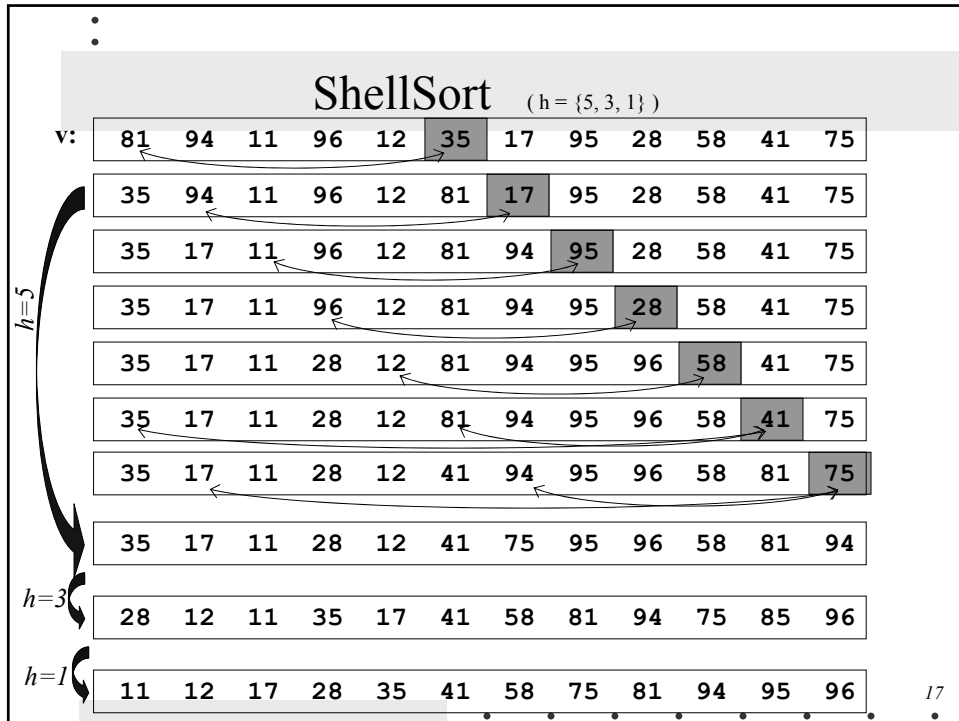 ShellSort ( h = {5, 3, 1} )
v: 81 94 11 96 12 35 17 95 28 58 41 75
35 94 11 96 12 81 17 95 28 58 41 75
35 17 11 96 12 81 94 95 28 58 41 75
h=5
35 17 11 96 12 81 94 95 28 58 41 75
35 17 11 28 12 81 94 95 96 58 41 75
35 17 11 28 12 81 94 95 96 58 41 75
35 17 11 28 12 41 94 95 96 58 81 75
35 17 11 28 12 41 75 95 96 58 81 94
h=3
28 12 11 35 17 41 58 81 94 75 85 96
h=1
11 12 17 28 35 41 58 75 81 94 95 96
17